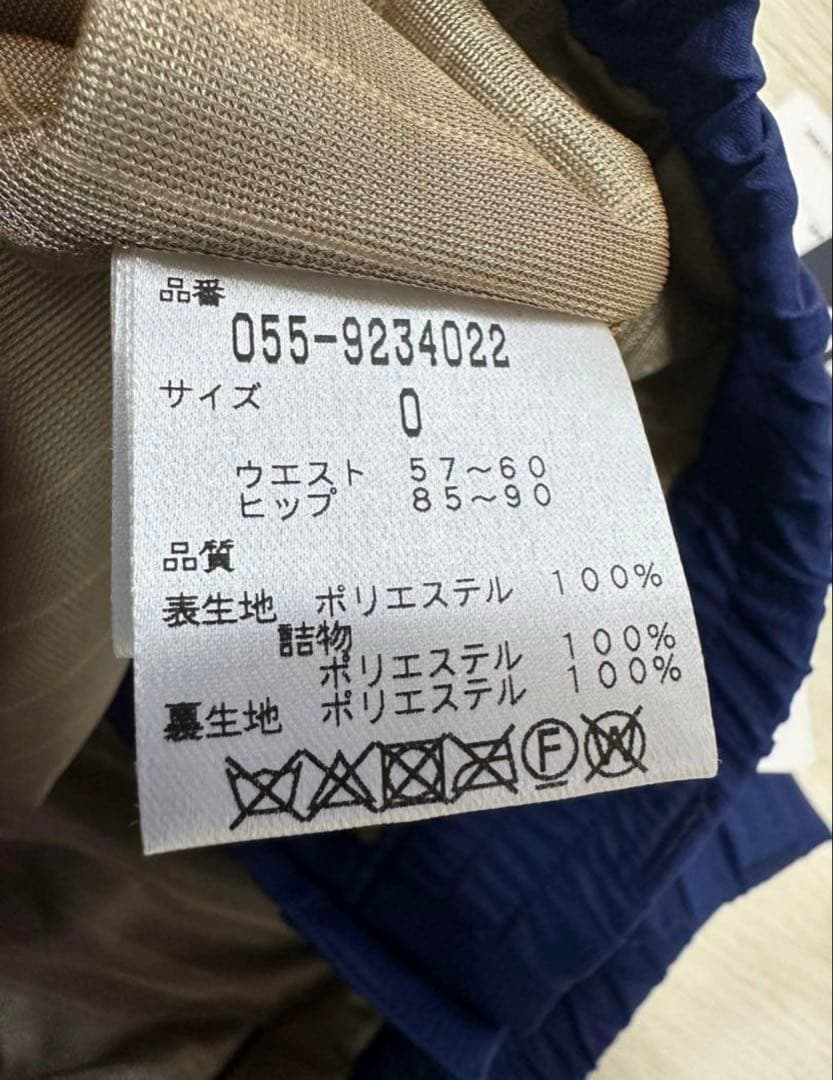 品番
055-9234022
サイズ 0
ウエスト 57～60
ヒップ 85～90
品質
表生地 ポリエステル 100%
詰物
ポリエステル 100%
裏生地 ポリエステル 100%
F W